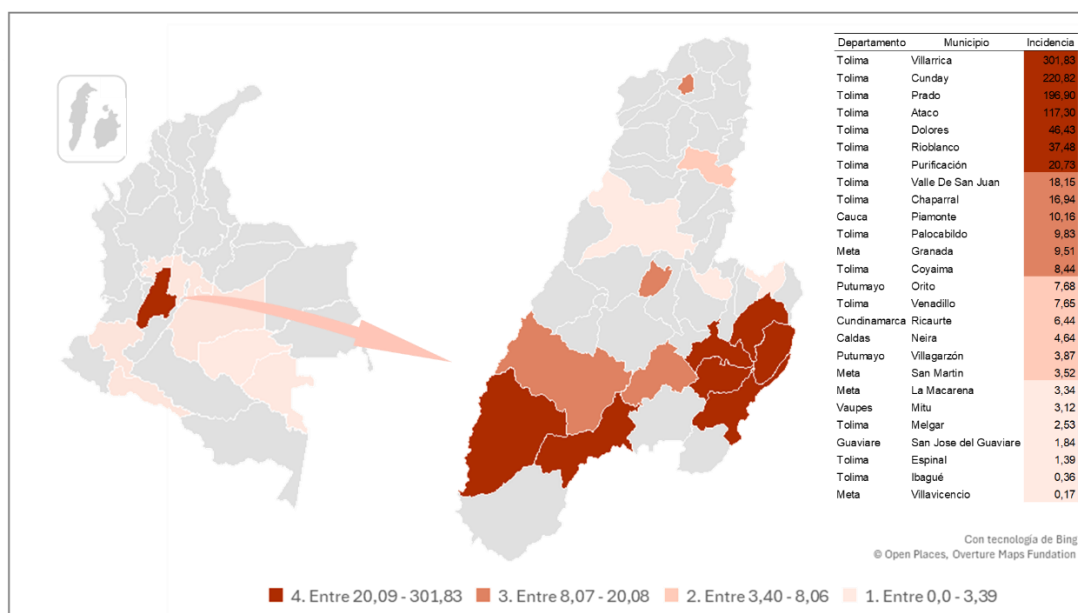 Departamento Municipio Incidencia
Tolima Villarrica 301,83
Tolima Cunday 220,82
Tolima Prado 196,90
Tolima Ataco 117,30
Tolima Dolores 46,43
Tolima Rioblanco 37,48
Tolima Purificación 20,73
Tolima Valle De San Juan 18,15
Tolima Chaparral 16,94
Cauca Piamonte 10,16
Tolima Palocabildo 9,83
Meta Granada 9,51
Tolima Coyaima 8,44
Putumayo Orito 7,68
Tolima Venadillo 7,65
Cundinamarca Ricaurte 6,44
Caldas Neira 4,64
Putumayo Villagarzón 3,87
Meta San Martin 3,52
Meta La Macarena 3,34
Vaupes Mitu 3,12
Tolima Melgar 2,53
Guaviare San Jose del Guaviare 1,84
Tolima Espinal 1,39
Tolima Ibagué 0,36
Meta Villavicencio 0,17
Con tecnología de Bing
© Open Places, Overture Maps Fundation
4. Entre 20,09 - 301,83 3. Entre 8,07 - 20,08 2. Entre 3,40 - 8,06 1. Entre 0,0 - 3,39